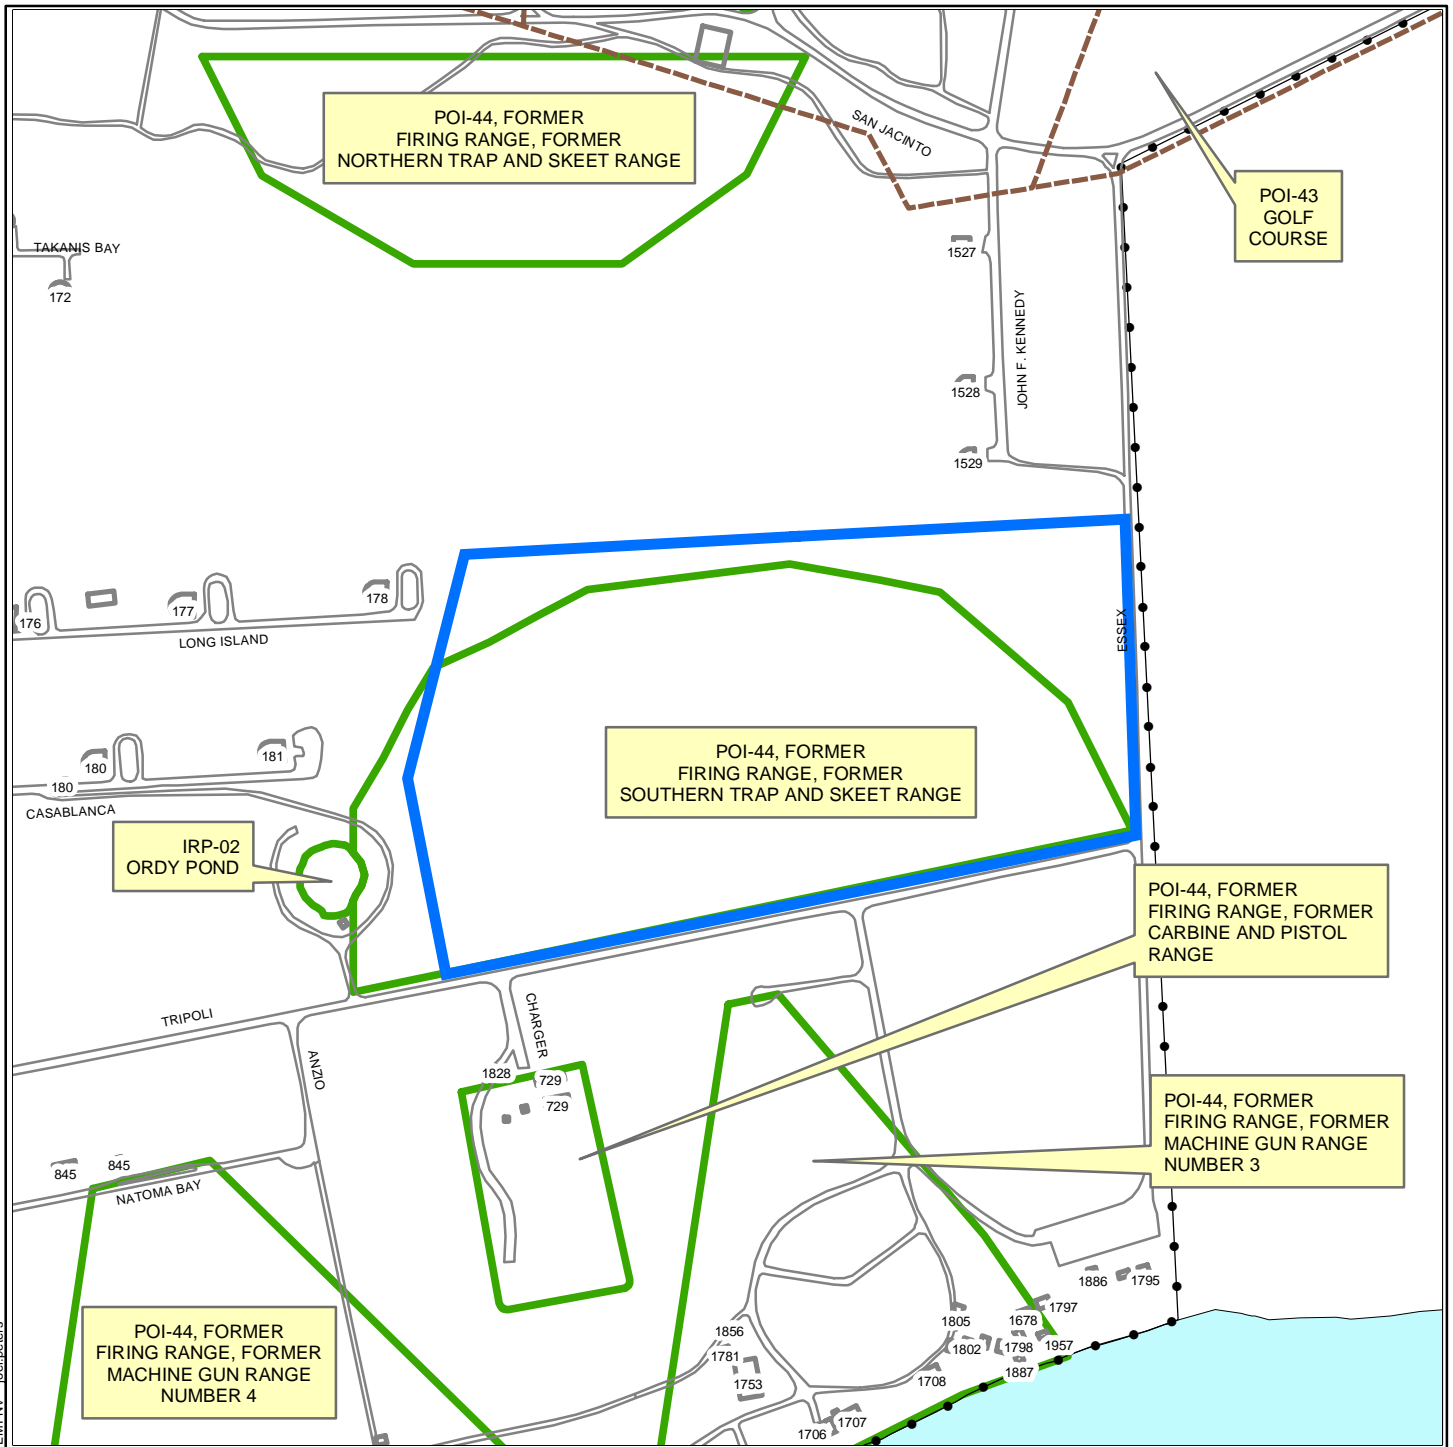 POI-44, FORMER
FIRING RANGE, FORMER
NORTHERN TRAP AND SKEET RANGE
SAN JACINTO
POI-43
GOLF
COURSE
TAKANIS BAY
172
1527
JOHN F. KENNEDY
1528
1529
176
177
178
LONG ISLAND
ESSEX
180
181
180
CASABLANCA
POI-44, FORMER
FIRING RANGE, FORMER
SOUTHERN TRAP AND SKEET RANGE
IRP-02
ORDY POND
POI-44, FORMER
FIRING RANGE, FORMER
CARBINE AND PISTOL
RANGE
TRIPOLI
CHARGER
ANZIO
1828
729
729
POI-44, FORMER
FIRING RANGE, FORMER
MACHINE GUN RANGE
NUMBER 3
845
845
NATOMA BAY
1886
1795
1797
1805
1678
1856
1802
1798
1957
1781
1887
1753
1708
1707
1706
POI-44, FORMER
FIRING RANGE, FORMER
MACHINE GUN RANGE
NUMBER 4